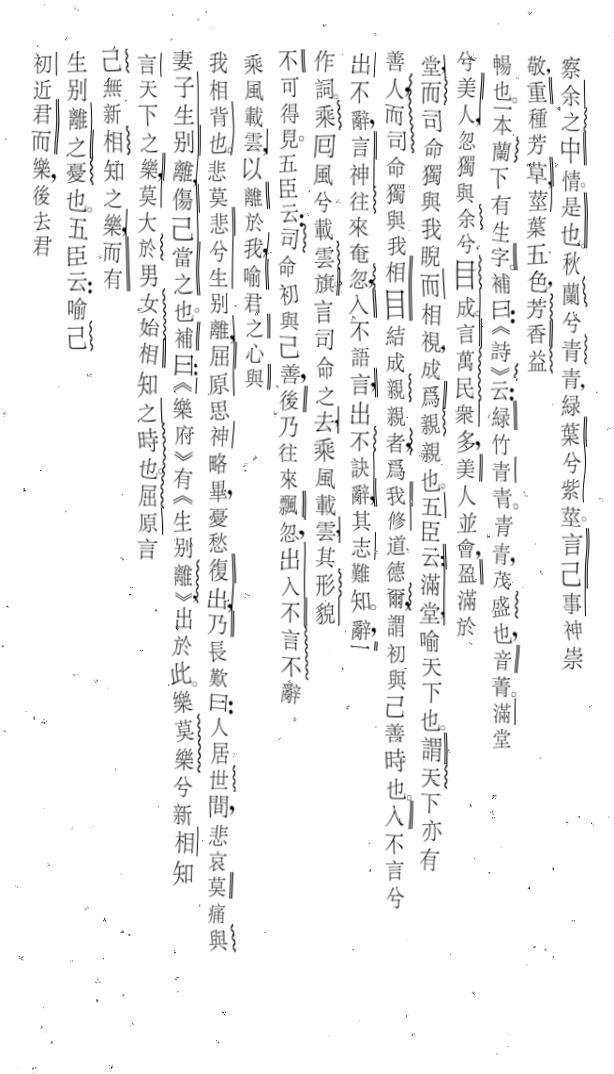 察余之中情。是也秋蘭兮青青，綠葉兮紫莖。言己事神崇
敬，重種芳草，莖葉五色，芳香益
暢也。一本蘭下有生字。補曰：《詩》云：綠竹青青。青青，茂盛也，音菁。滿堂
兮美人，忽獨與余兮目成。言萬民衆多，美人並會，盈滿於
堂，而司命獨與我睨而相視，成爲親親也。五臣云：滿堂，喻天下也。謂天下亦有
善人，而司命獨與我相目結成親親者，爲我修道德爾，謂初與己善時也。入不言兮
出不辭，言神往來奄忽，入不語言，出不訣辭，其志難知。辭，一
作詞。乘囘風兮載雲旗言司命之去，乘風載雲，其形貌
不可得見。五臣云：司命初與己善，後乃往來飄忽，出入不言不辭。
乘風載雲，以離於我，喻君之心與
我相背也。悲莫悲兮生别離，屈原思神略畢，憂愁復出，乃長歎曰：人居世間，悲哀莫痛與
妻子生别離，傷己當之也。補曰：《樂府》有《生别離》，出於此。樂莫樂兮新相知
言天下之樂，莫大於男女始相知之時也。屈原言
己無新相知之樂，而有
生别離之憂也。五臣云：喻己
初近君而樂，後去君